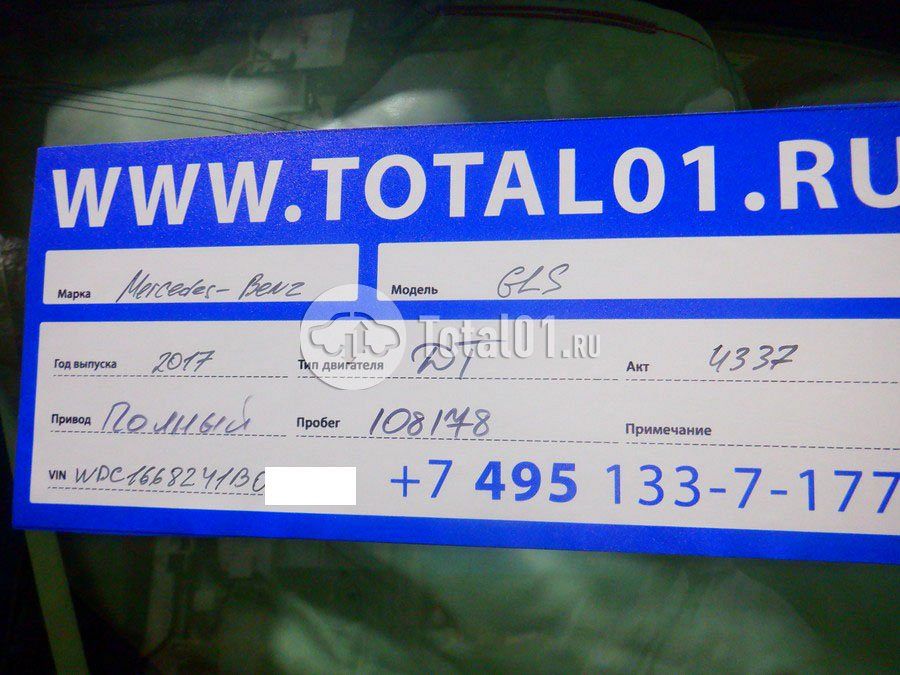 WWW.TOTAL01.RU
Марка Mercedes-Benz Модель GLS
Total01.RU
Год выпуска 2017 Тип двигателя DT Акт 4337
Привод Полный Пробег 108178 Примечание
VIN WDC1668241B0 +7 495 133-7-177